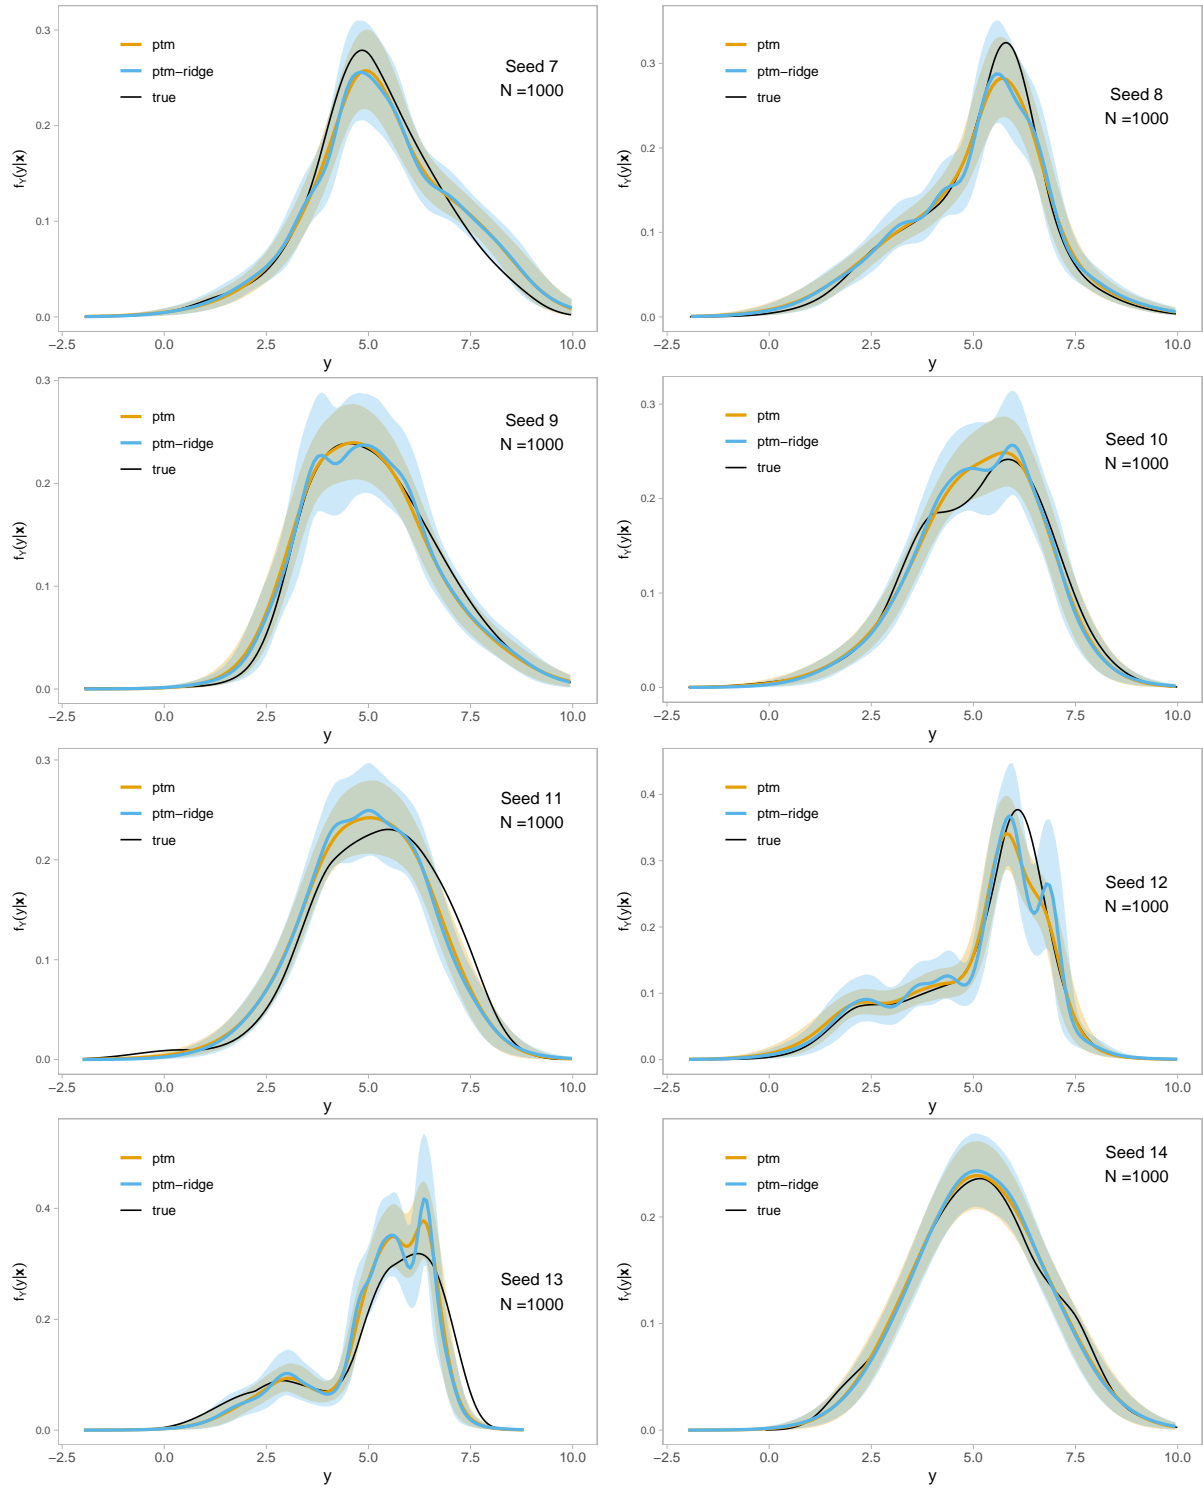 ptm
ptm−ridge
true
Seed 7
N =1000
0.3
0.2
0.1
0.0
fY(y|x)
−2.5 0.0 2.5 5.0 7.5 10.0
y
ptm
ptm−ridge
true
Seed 8
N =1000
0.3
0.2
0.1
0.0
fY(y|x)
−2.5 0.0 2.5 5.0 7.5 10.0
y
ptm
ptm−ridge
true
Seed 9
N =1000
0.3
0.2
0.1
0.0
fY(y|x)
−2.5 0.0 2.5 5.0 7.5 10.0
y
ptm
ptm−ridge
true
Seed 10
N =1000
0.3
0.2
0.1
0.0
fY(y|x)
−2.5 0.0 2.5 5.0 7.5 10.0
y
ptm
ptm−ridge
true
Seed 11
N =1000
0.3
0.2
0.1
0.0
fY(y|x)
−2.5 0.0 2.5 5.0 7.5 10.0
y
ptm
ptm−ridge
true
Seed 12
N =1000
0.4
0.3
0.2
0.1
0.0
fY(y|x)
−2.5 0.0 2.5 5.0 7.5 10.0
y
ptm
ptm−ridge
true
Seed 13
N =1000
0.4
0.2
0.0
fY(y|x)
−2.5 0.0 2.5 5.0 7.5 10.0
y
ptm
ptm−ridge
true
Seed 14
N =1000
0.2
0.1
0.0
fY(y|x)
−2.5 0.0 2.5 5.0 7.5 10.0
y